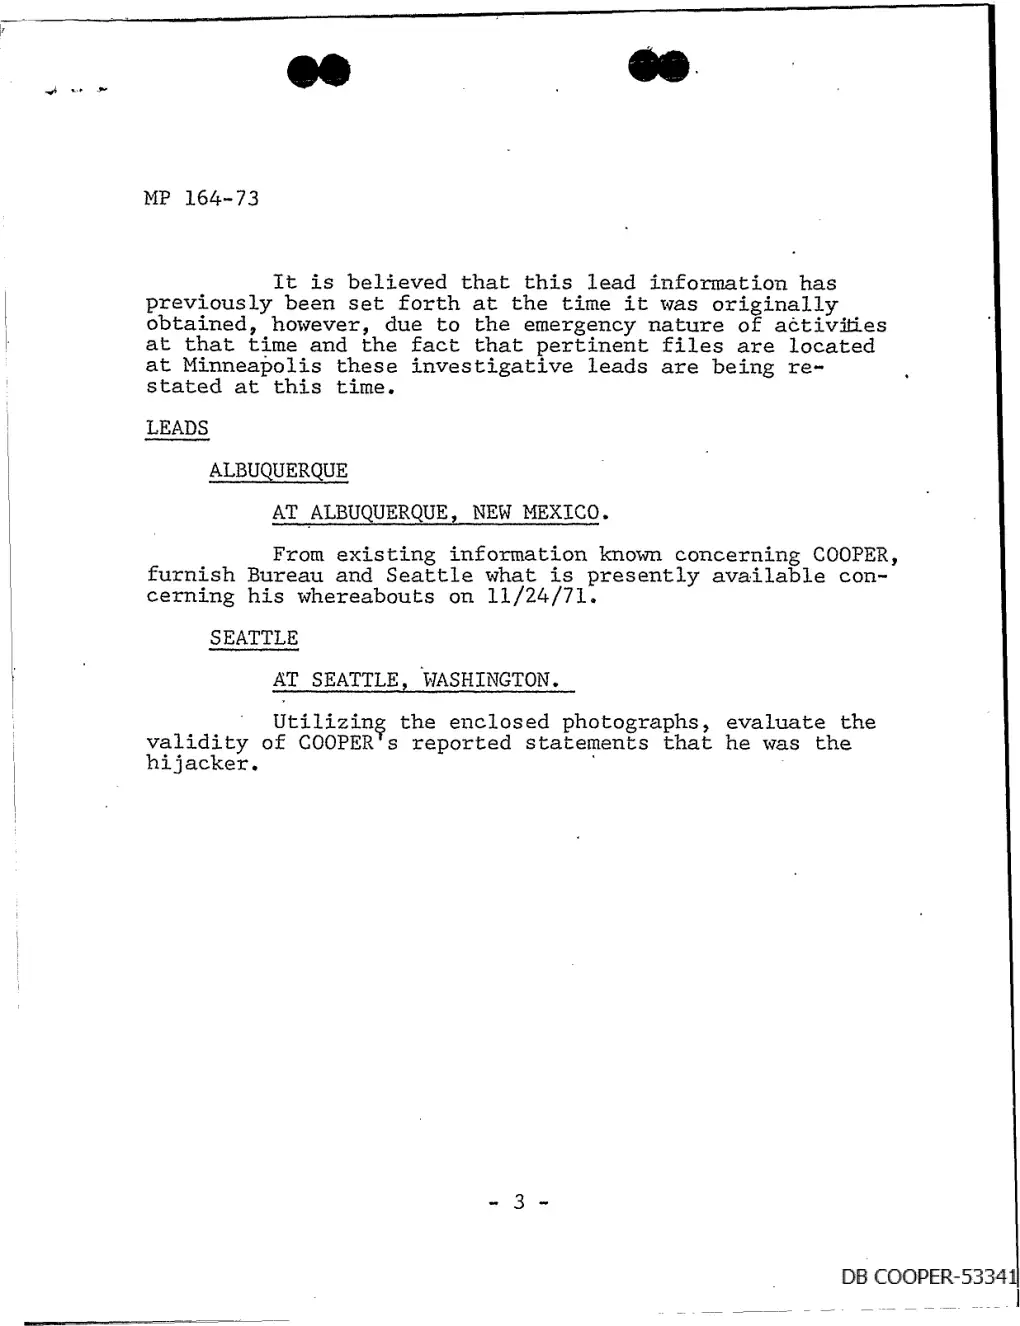 MP 164-73
It is believed that this lead information has
previously been set forth at the time it was originally
obtained, however, due to the emergency nature of activities
at that time and the fact that pertinent files are located
at Minneapolis these investigative leads are being re-
stated at this time.
LEADS
ALBUQUERQUE
AT ALBUQUERQUE, NEW MEXICO.
From existing information known concerning COOPER,
furnish Bureau and Seattle what is presently available con-
cerning his whereabouts on 11/24/71.
SEATTLE
AT SEATTLE, WASHINGTON.
Utilizing the enclosed photographs, evaluate the
validity of COOPER's reported statements that he was the
hijacker.
- 3 -
DB COOPER-53341